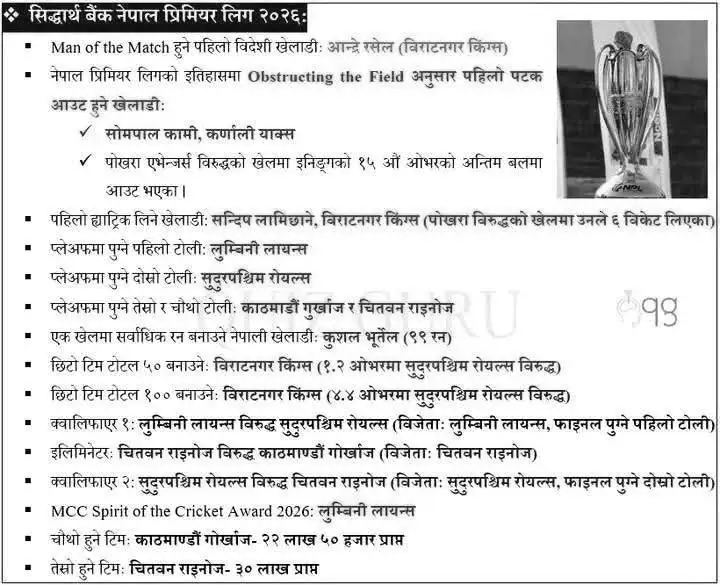 ❖ सिद्धार्थ बैंक नेपाल प्रिमियर लिग २०२६:
▪ Man of the Match हुने पहिलो विदेशी खेलाडी: आन्द्रे रसेल (विराटनगर किंग्स)
▪ नेपाल प्रिमियर लिगको इतिहासमा Obstructing the Field अनुसार पहिलो पटक
आउट हुने खेलाडी:
✓ सोमपाल कामी, कर्णाली याक्स
✓ पोखरा एभेन्जर्स विरुद्धको खेलमा इनिङ्गको १५ औं ओभरको अन्तिम बलमा
आउट भएका।
NPL
▪ पहिलो ह्याट्रिक लिने खेलाडी: सन्दिप लामिछाने, विराटनगर किंग्स (पोखरा विरुद्धको खेलमा उनले ६ विकेट लिएका)
▪ प्लेअफमा पुग्ने पहिलो टोली: लुम्बिनी लायन्स
▪ प्लेअफमा पुग्ने दोस्रो टोली: सुदुरपश्चिम रोयल्स
▪ प्लेअफमा पुग्ने तेस्रो र चौथो टोली: काठमाडौं गुर्खाज र चितवन राइनोज
QUIZ GURU
▪ एक खेलमा सर्वाधिक रन बनाउने नेपाली खेलाडी: कुशल भूर्तेल (९९ रन)
▪ छिटो टिम टोटल ५० बनाउने: विराटनगर किंग्स (१.२ ओभरमा सुदुरपश्चिम रोयल्स विरुद्ध)
▪ छिटो टिम टोटल १०० बनाउने: विराटनगर किंग्स (४.४ ओभरमा सुदुरपश्चिम रोयल्स विरुद्ध)
▪ क्वालिफाएर १: लुम्बिनी लायन्स विरुद्ध सुदुरपश्चिम रोयल्स (विजेता: लुम्बिनी लायन्स, फाइनल पुग्ने पहिलो टोली)
▪ इलिमिनेटर: चितवन राइनोज विरुद्ध काठमाण्डौं गोर्खाज (विजेता: चितवन राइनोज)
▪ क्वालिफाएर २: सुदुरपश्चिम रोयल्स विरुद्ध चितवन राइनोज (विजेता: सुदुरपश्चिम रोयल्स, फाइनल पुग्ने दोस्रो टोली)
▪ MCC Spirit of the Cricket Award 2026: लुम्बिनी लायन्स
▪ चौथो हुने टिम: काठमाण्डौं गोर्खाज- २२ लाख ५० हजार प्राप्त
▪ तेस्रो हुने टिम: चितवन राइनोज- ३० लाख प्राप्त